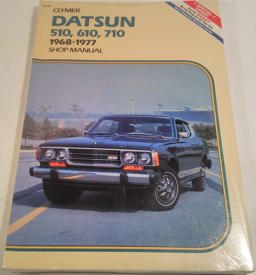 CLYMER
DATSUN
510, 610, 710
1968-1977
SHOP MANUAL